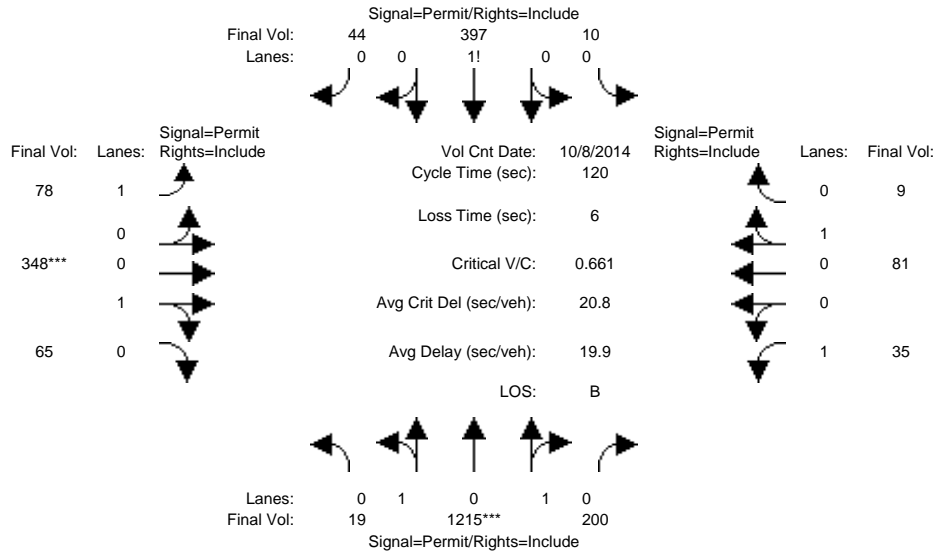 Signal=Permit/Rights=Include
Final Vol: 44 397 10
Lanes: 0 0 1! 0 0
Signal=Permit
Final Vol: Lanes: Rights=Include
Vol Cnt Date: 10/8/2014
Signal=Permit
Rights=Include Lanes: Final Vol:
Cycle Time (sec): 120
78 1
0 9
Loss Time (sec): 6
0
1
348*** 0
Critical V/C: 0.661
0 81
1
Avg Crit Del (sec/veh): 20.8
0
65 0
Avg Delay (sec/veh): 19.9
1 35
LOS: B
Lanes: 0 1 0 1 0
Final Vol: 19 1215*** 200
Signal=Permit/Rights=Include